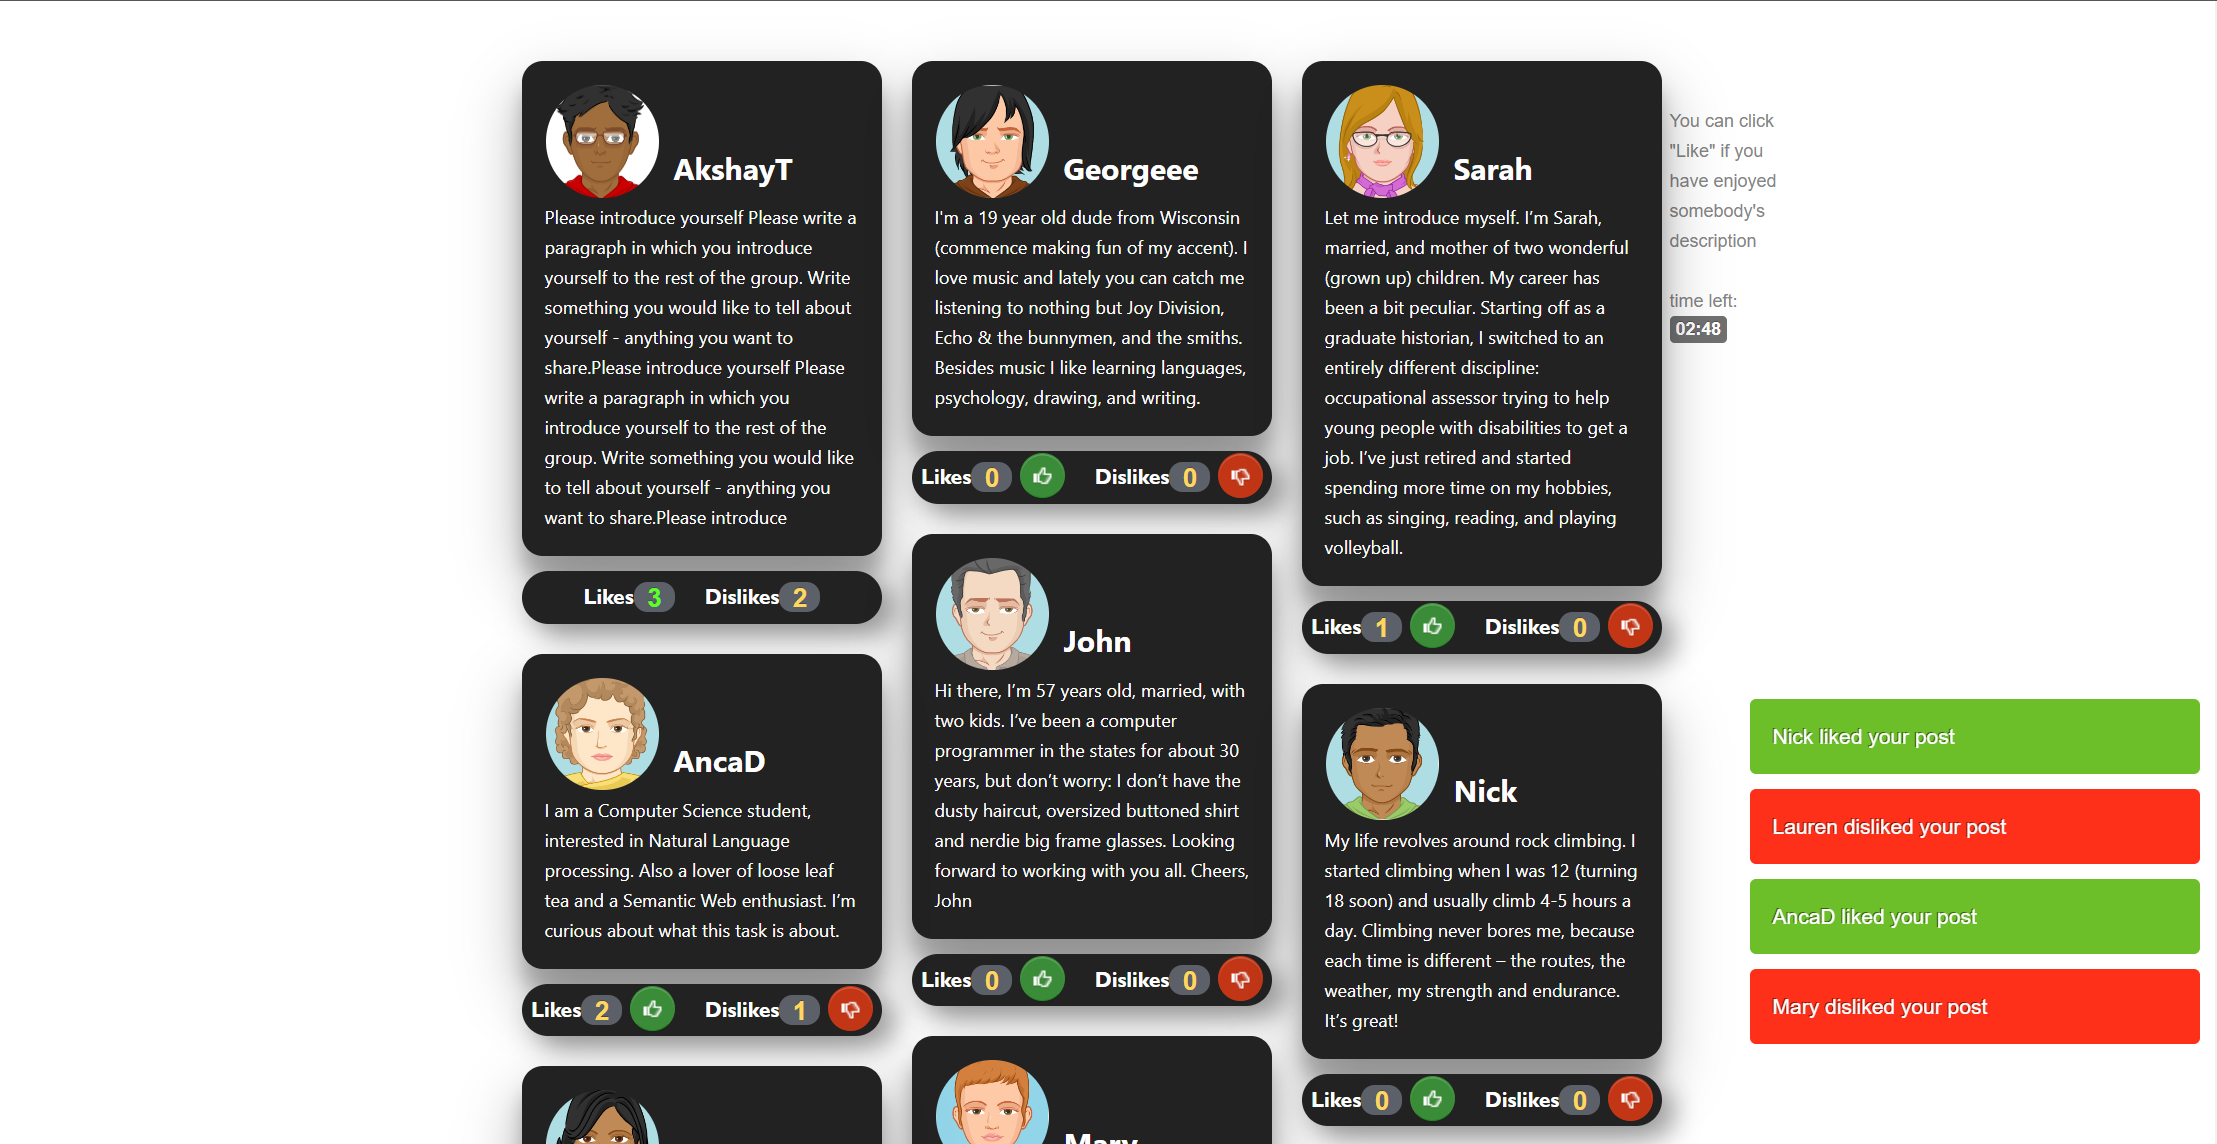 AkshayT
Please introduce yourself Please write a
paragraph in which you introduce
yourself to the rest of the group. Write
something you would like to tell about
yourself - anything you want to
share.Please introduce yourself Please
write a paragraph in which you
introduce yourself to the rest of the
group. Write something you would like
to tell about yourself - anything you
want to share.Please introduce
Likes 3 Dislikes 2
AncaD
I am a Computer Science student,
interested in Natural Language
processing. Also a lover of loose leaf
tea and a Semantic Web enthusiast. I’m
curious about what this task is about.
Likes 2 Dislikes 1
Georgeee
I'm a 19 year old dude from Wisconsin
(commence making fun of my accent). I
love music and lately you can catch me
listening to nothing but Joy Division,
Echo & the bunnymen, and the smiths.
Besides music I like learning languages,
psychology, drawing, and writing.
Likes 0 Dislikes 0
John
Hi there, I’m 57 years old, married, with
two kids. I’ve been a computer
programmer in the states for about 30
years, but don’t worry: I don’t have the
dusty haircut, oversized buttoned shirt
and nerdie big frame glasses. Looking
forward to working with you all. Cheers,
John
Likes 0 Dislikes 0
Mary
Sarah
Let me introduce myself. I’m Sarah,
married, and mother of two wonderful
(grown up) children. My career has
been a bit peculiar. Starting off as a
graduate historian, I switched to an
entirely different discipline:
occupational assessor trying to help
young people with disabilities to get a
job. I’ve just retired and started
spending more time on my hobbies,
such as singing, reading, and playing
volleyball.
Likes 1 Dislikes 0
Nick
My life revolves around rock climbing. I
started climbing when I was 12 (turning
18 soon) and usually climb 4-5 hours a
day. Climbing never bores me, because
each time is different – the routes, the
weather, my strength and endurance.
It’s great!
Likes 0 Dislikes 0
You can click
"Like" if you
have enjoyed
somebody's
description
time left:
02:48
Nick liked your post
Lauren disliked your post
AncaD liked your post
Mary disliked your post